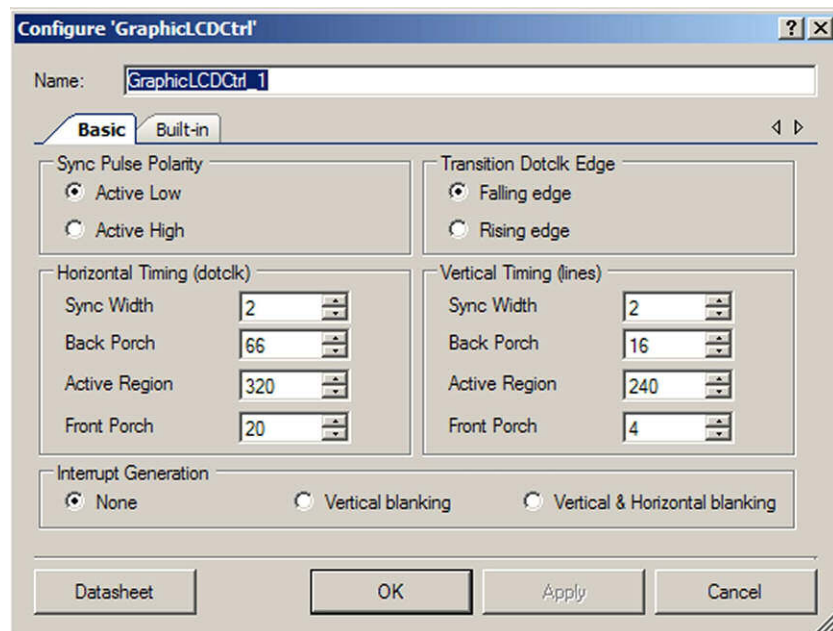 Configure 'GraphicLCDCtrl'
Name: GraphicLCDCtrl_1
Basic Built-in
Sync Pulse Polarity
Active Low
Active High
Transition Dotclk Edge
Falling edge
Rising edge
Horizontal Timing (dotclk)
Sync Width 2
Back Porch 66
Active Region 320
Front Porch 20
Vertical Timing (lines)
Sync Width 2
Back Porch 16
Active Region 240
Front Porch 4
Interrupt Generation
None Vertical blanking Vertical & Horizontal blanking
Datasheet OK Apply Cancel